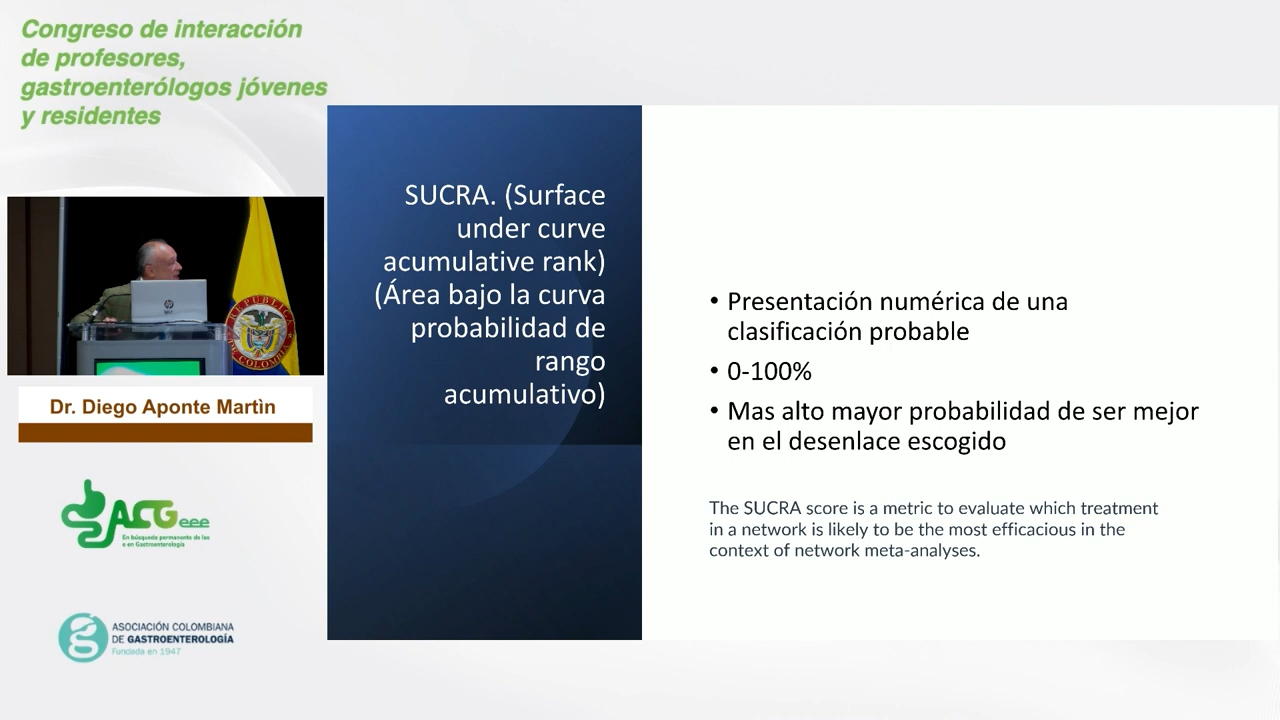 Congreso de interacción
de profesores,
gastroenterólogos jóvenes
y residentes
SUCRA. (Surface
under curve
acumulative rank)
(Área bajo la curva
probabilidad de
rango
acumulativo)
• Presentación numérica de una
clasificación probable
• 0-100%
• Mas alto mayor probabilidad de ser mejor
en el desenlace escogido
The SUCRA score is a metric to evaluate which treatment
in a network is likely to be the most efficacious in the
context of network meta-analyses.
hp
REPÚBLICA
DE COLOMBIA
Dr. Diego Aponte Martìn
ACGeee
En búsqueda permanente de las
e en Gastroenterología
ASOCIACIÓN COLOMBIANA
DE GASTROENTEROLOGÍA
Fundada en 1947